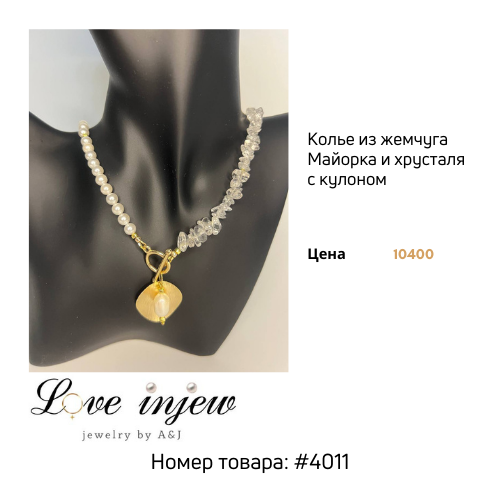 Колье из жемчуга
Майорка и хрусталя
с кулоном
Цена 10400
Love injew
jewelry by A&J
Номер товара: #4011